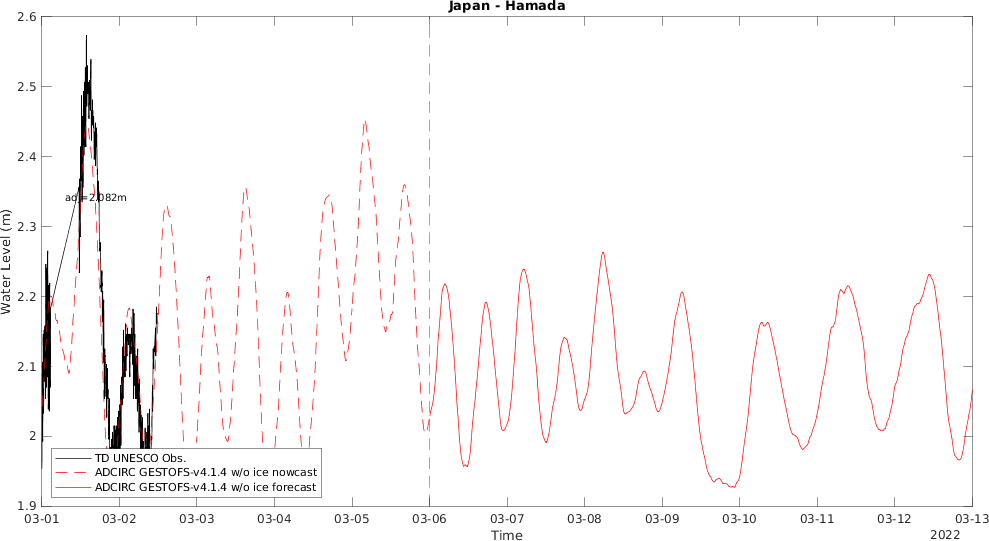 Japan - Hamada
2.6
2.5
2.4
2.3
2.2
2.1
2
1.9
Water Level (m)
TD UNESCO Obs.
ADCIRC GESTOFS-v4.1.4 w/o ice nowcast
ADCIRC GESTOFS-v4.1.4 w/o ice forecast
03-01 03-02 03-03 03-04 03-05 03-06 03-07 03-08 03-09 03-10 03-11 03-12 03-13
Time
2022